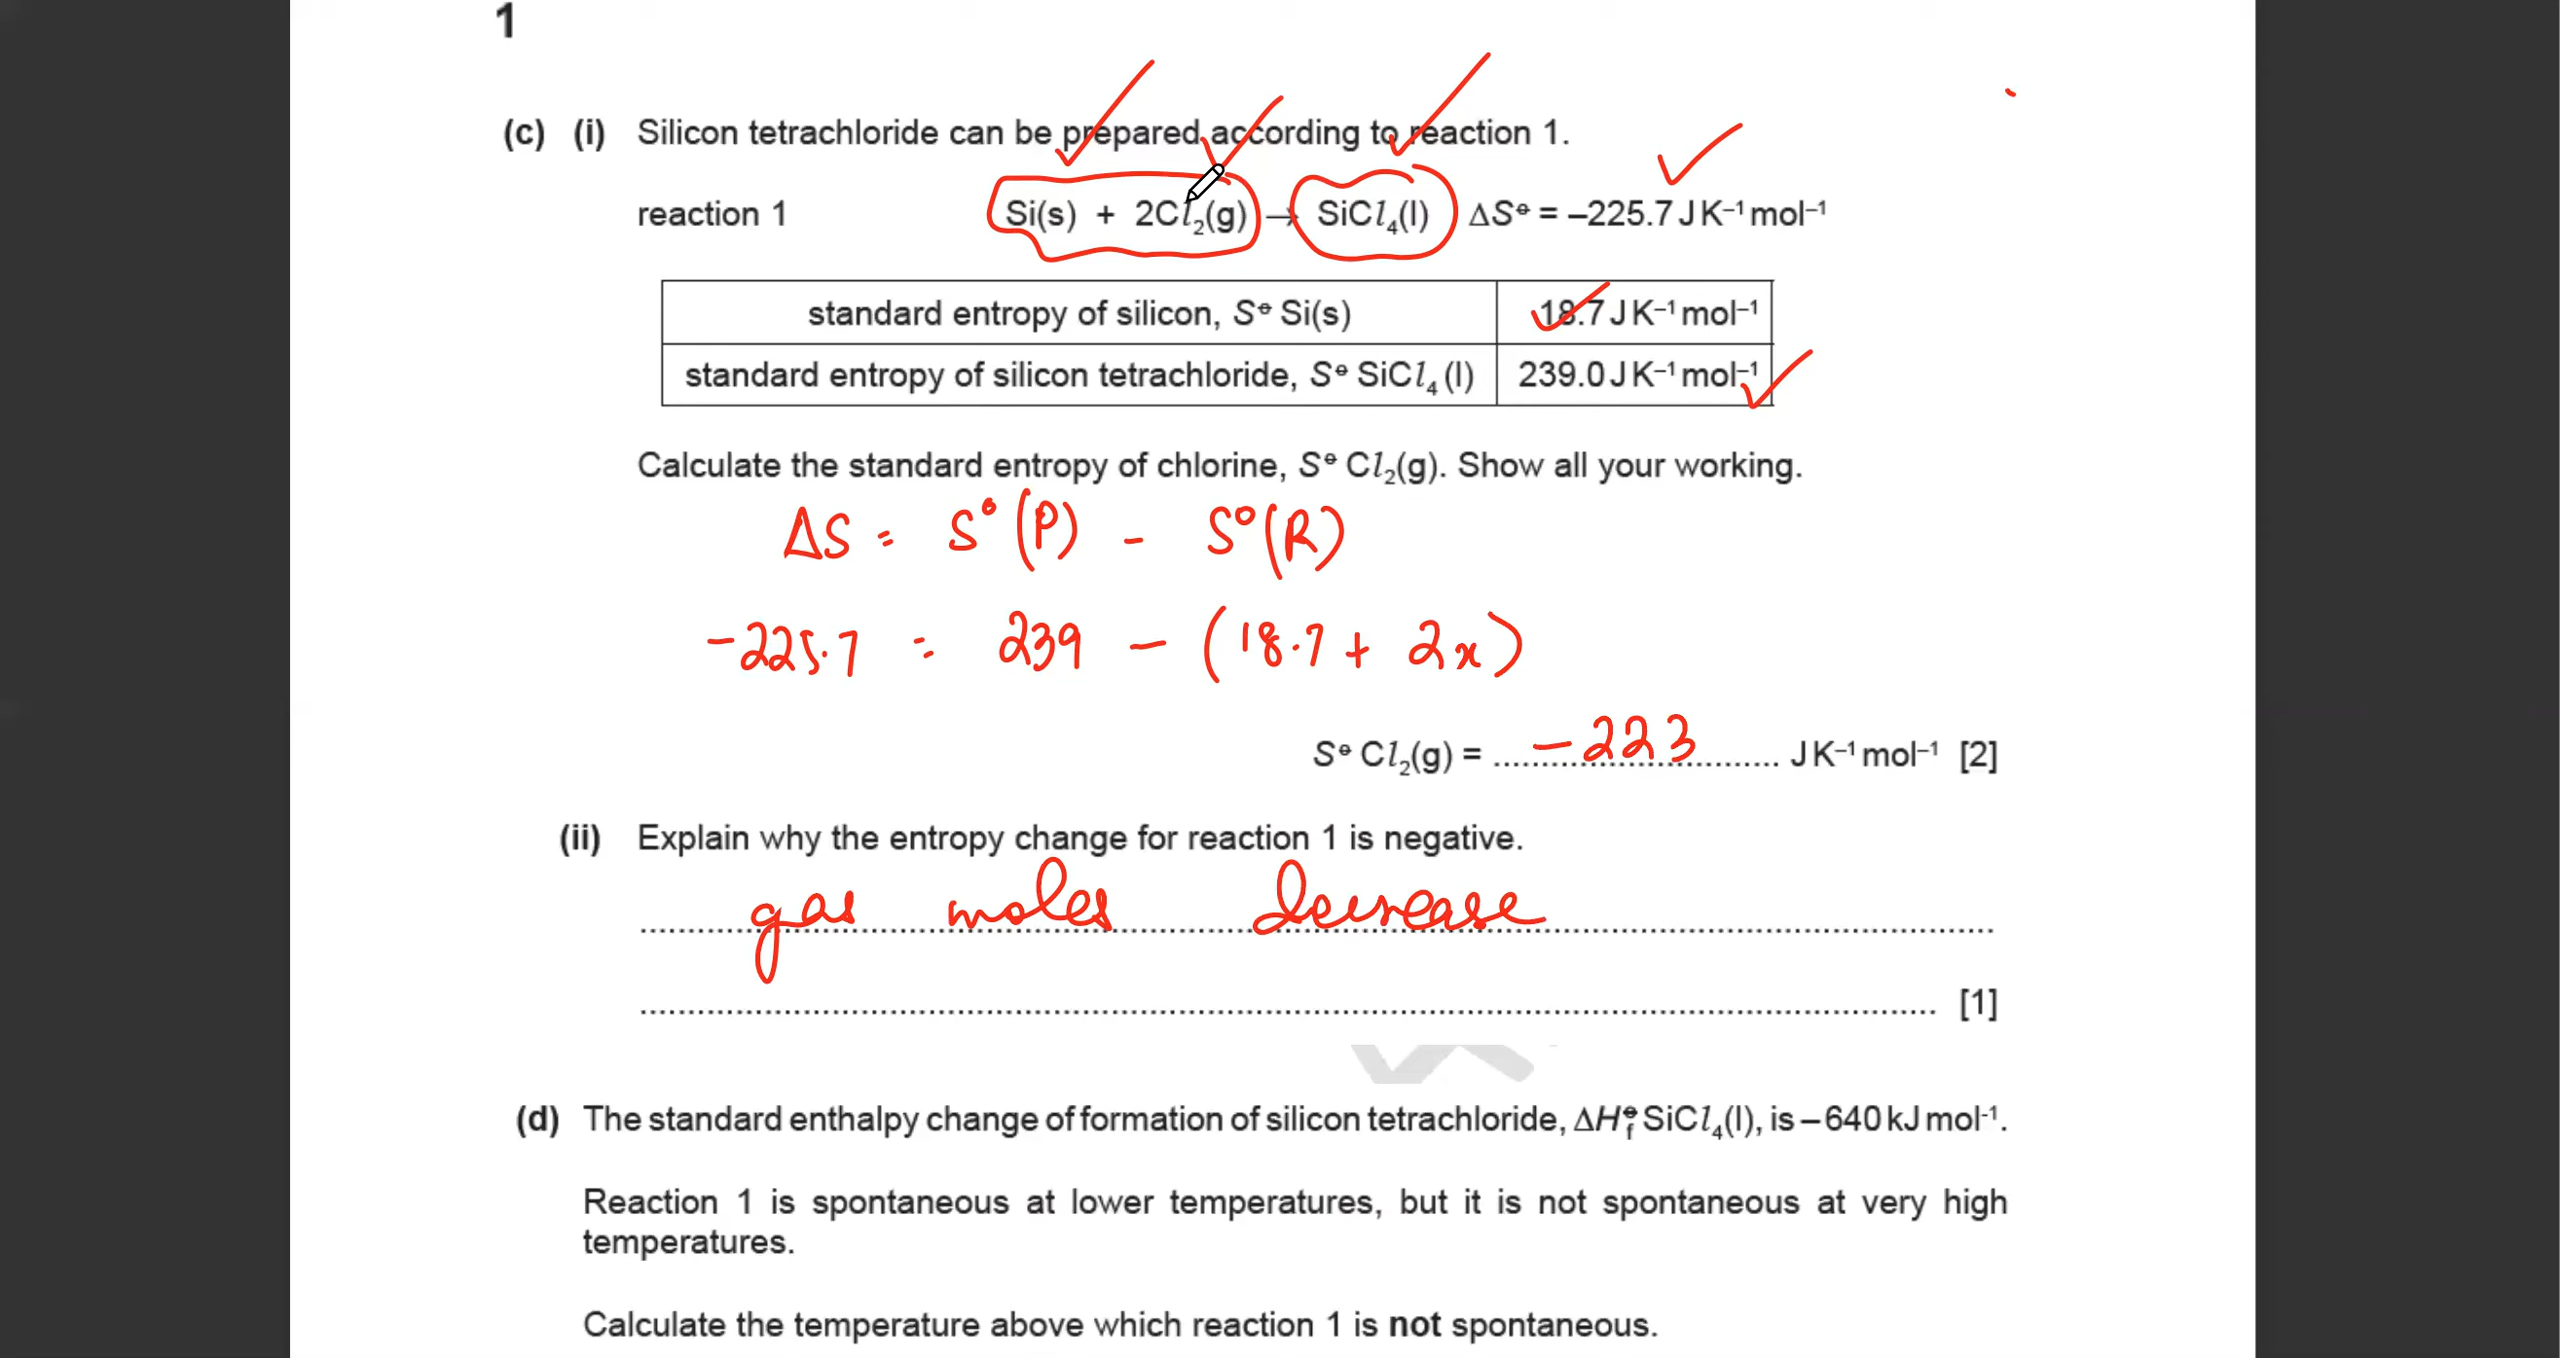 1
(c) (i) Silicon tetrachloride can be prepared according to reaction 1.
reaction 1 Si(s) + 2Cl₂(g) → SiCl₄(l) ΔS⦵ = –225.7 J K⁻¹ mol⁻¹
standard entropy of silicon, S⦵ Si(s) 18.7 J K⁻¹ mol⁻¹
standard entropy of silicon tetrachloride, S⦵ SiCl₄(l) 239.0 J K⁻¹ mol⁻¹
Calculate the standard entropy of chlorine, S⦵ Cl₂(g). Show all your working.
ΔS = S°(P) - S°(R)
-225.7 = 239 - (18.7 + 2x)
S⦵ Cl₂(g) = ..... -223 ..... J K⁻¹ mol⁻¹ [2]
(ii) Explain why the entropy change for reaction 1 is negative.
gas moles decrease
[1]
(d) The standard enthalpy change of formation of silicon tetrachloride, ΔH⦵f SiCl₄(l), is –640 kJ mol⁻¹.
Reaction 1 is spontaneous at lower temperatures, but it is not spontaneous at very high
temperatures.
Calculate the temperature above which reaction 1 is not spontaneous.